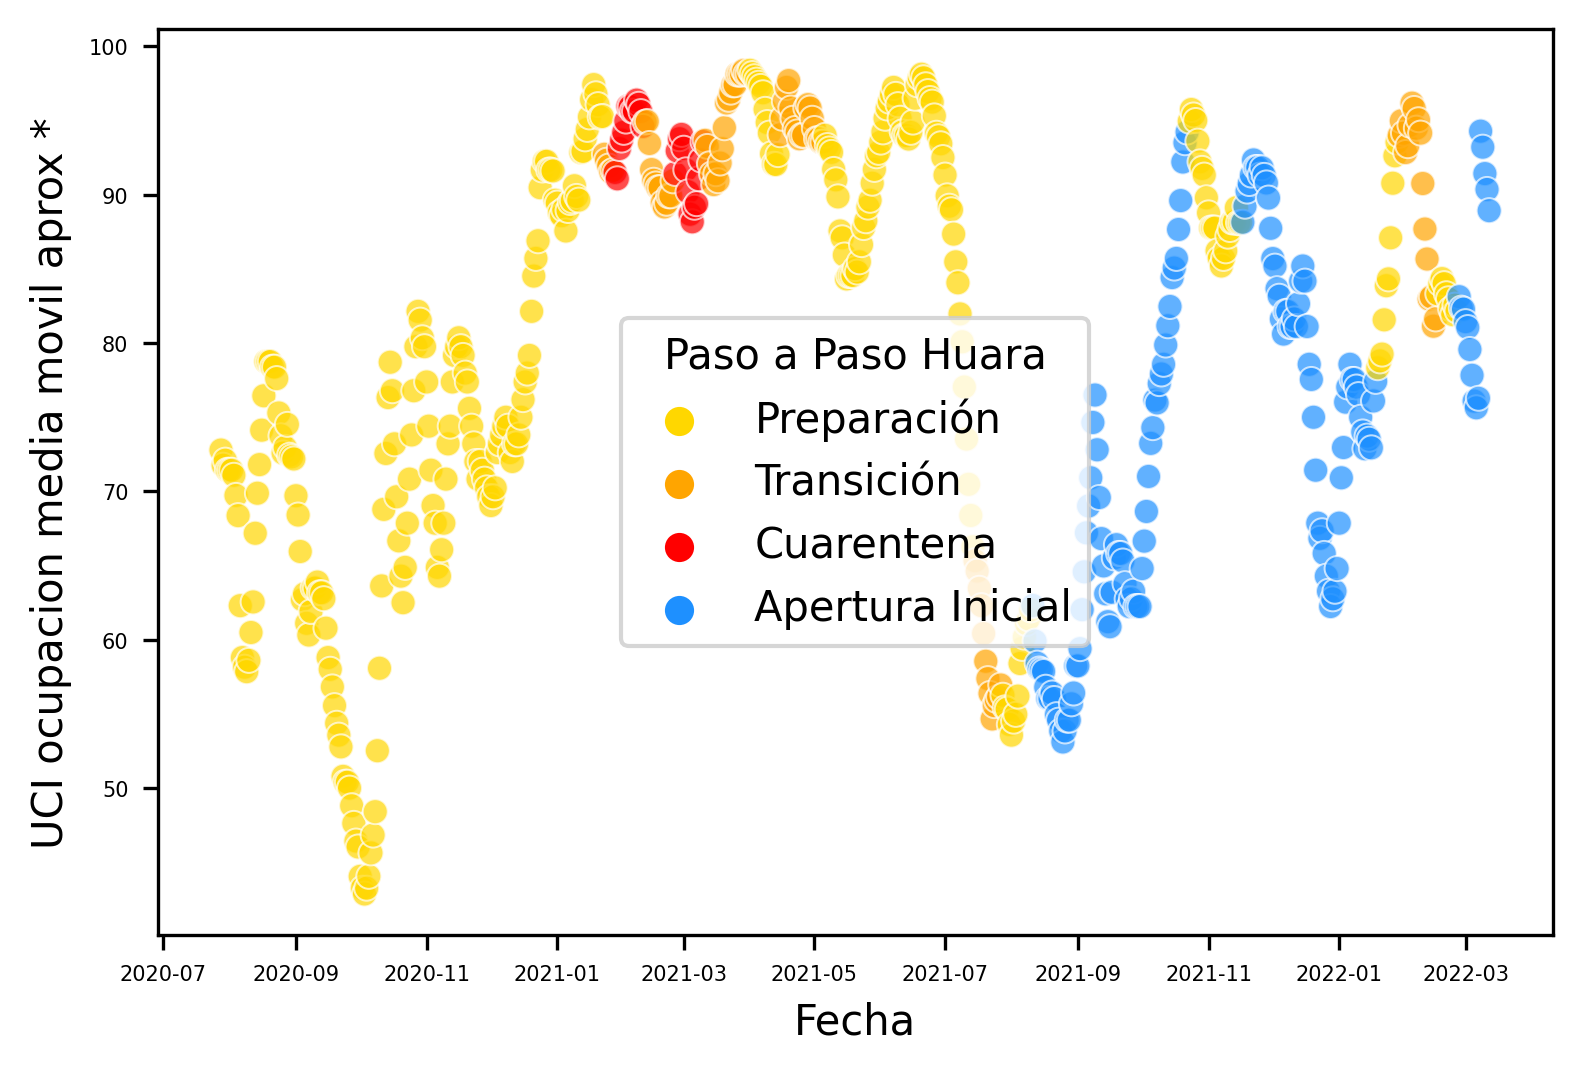 100
90
80
70
60
50
UCI ocupacion media movil aprox *
Paso a Paso Huara
Preparación
Transición
Cuarentena
Apertura Inicial
2020-07 2020-09 2020-11 2021-01 2021-03 2021-05 2021-07 2021-09 2021-11 2022-01 2022-03
Fecha